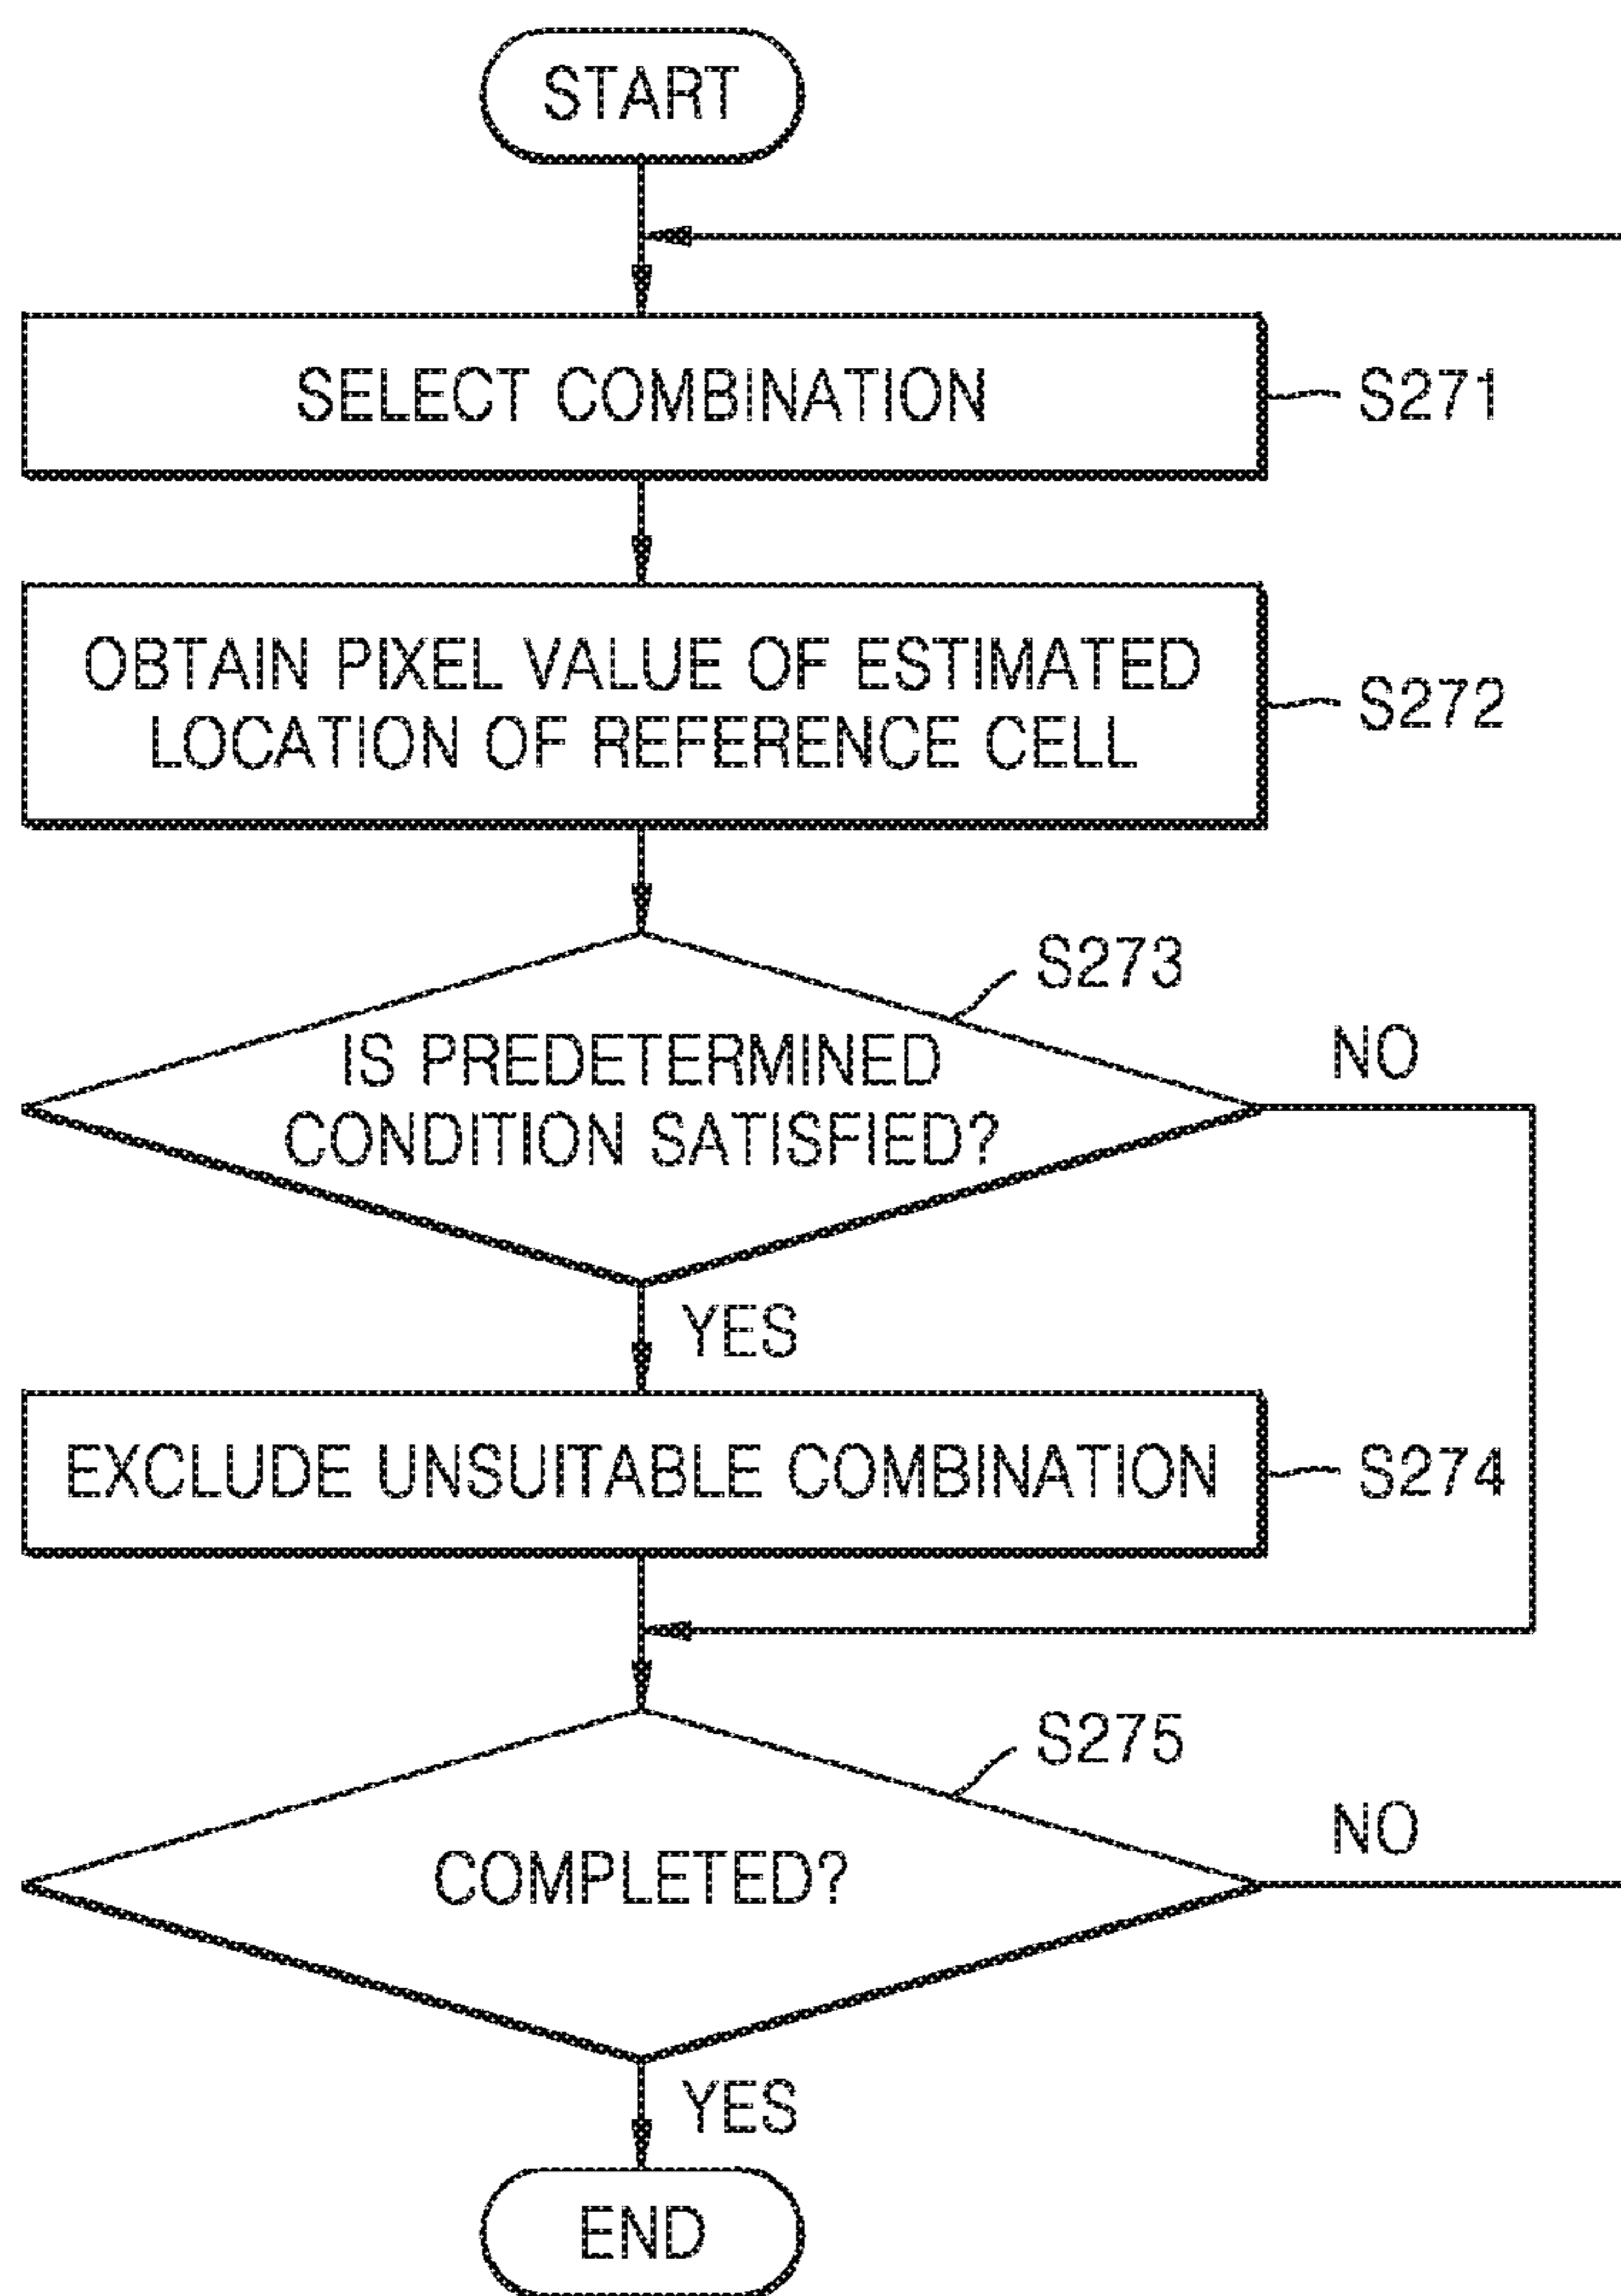 START
SELECT COMBINATION
S271
OBTAIN PIXEL VALUE OF ESTIMATED
LOCATION OF REFERENCE CELL
S272
S273
IS PREDETERMINED
CONDITION SATISFIED?
NO
YES
EXCLUDE UNSUITABLE COMBINATION
S274
S275
COMPLETED?
NO
YES
END